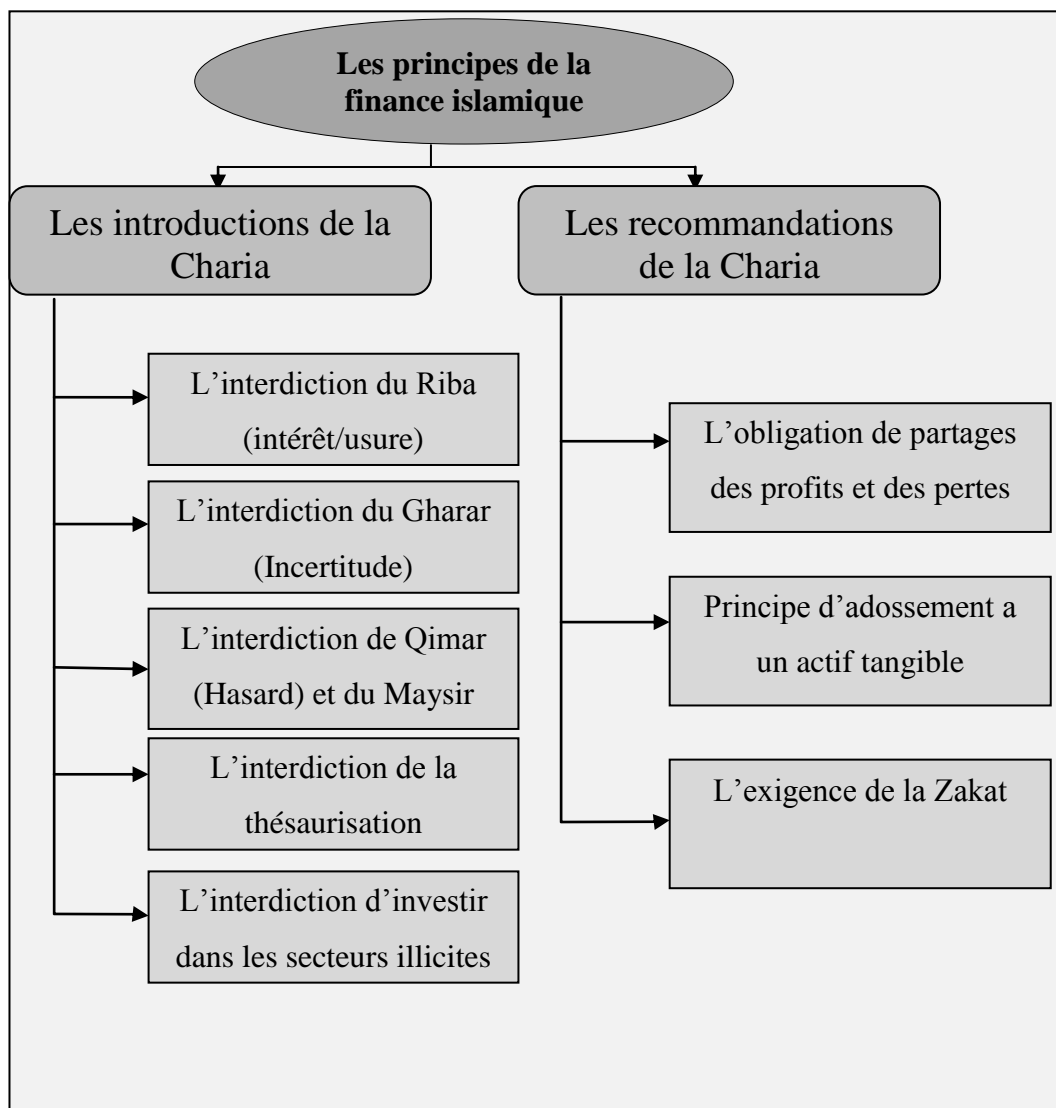 Les principes de la
finance islamique
Les introductions de la
Charia
Les recommandations
de la Charia
L’interdiction du Riba
(intérêt/usure)
L’interdiction du Gharar
(Incertitude)
L’interdiction de Qimar
(Hasard) et du Maysir
L’interdiction de la
thésaurisation
L’interdiction d’investir
dans les secteurs illicites
L’obligation de partages
des profits et des pertes
Principe d’adossement a
un actif tangible
L’exigence de la Zakat